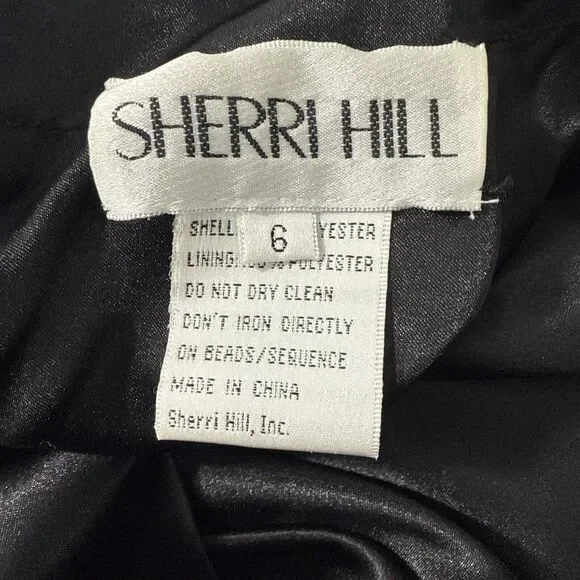 SHERRI HILL
6
SHELL YESTER
LINING: % POLYESTER
DO NOT DRY CLEAN
DON'T IRON DIRECTLY
ON BEADS/SEQUENCE
MADE IN CHINA
Sherri Hill, Inc.